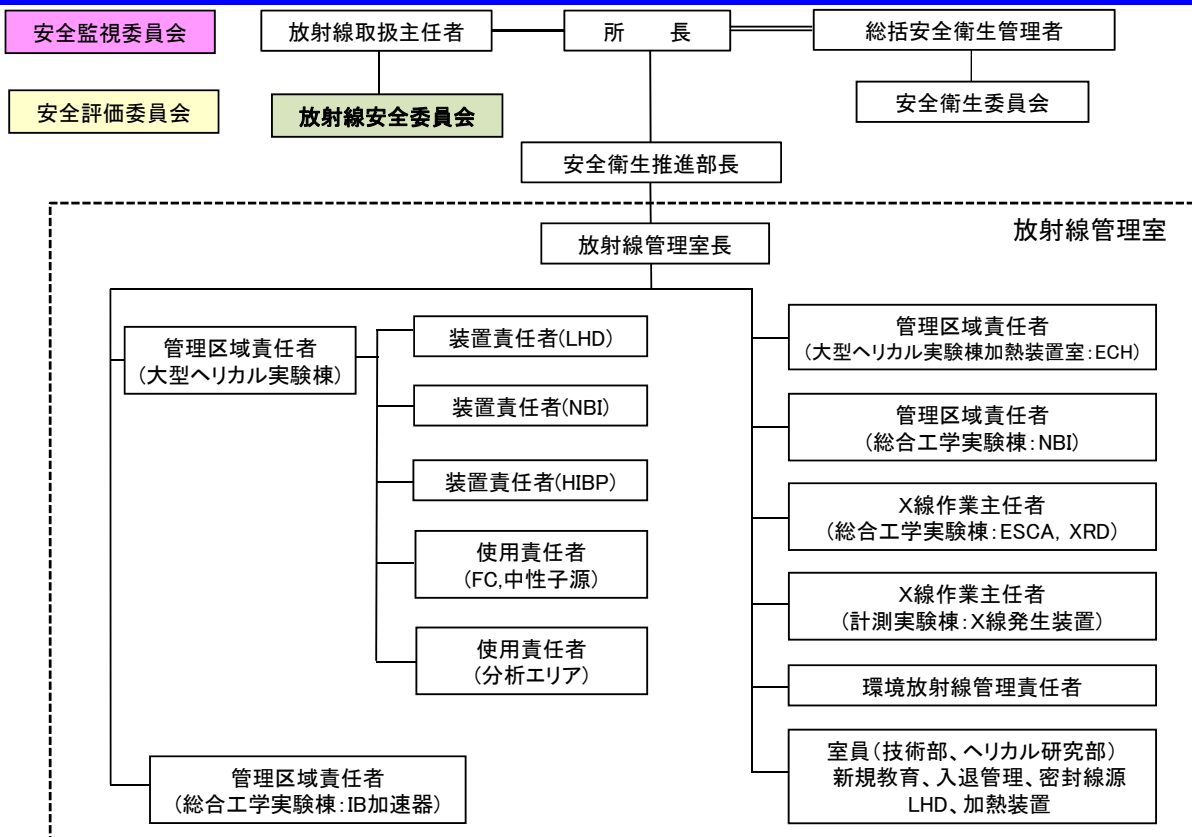 安全監視委員会
放射線取扱主任者
所　長
総括安全衛生管理者
安全評価委員会
放射線安全委員会
安全衛生委員会
安全衛生推進部長
放射線管理室
放射線管理室長
管理区域責任者
(大型ヘリカル実験棟)
装置責任者(LHD)
装置責任者(NBI)
装置責任者(HIBP)
使用責任者
(FC,中性子源)
使用責任者
(分析エリア)
管理区域責任者
(総合工学実験棟:IB加速器)
管理区域責任者
(大型ヘリカル実験棟加熱装置室:ECH)
管理区域責任者
(総合工学実験棟:NBI)
X線作業主任者
(総合工学実験棟:ESCA, XRD)
X線作業主任者
(計測実験棟:X線発生装置)
環境放射線管理責任者
室員(技術部、ヘリカル研究部)
新規教育、入退管理、密封線源
LHD、加熱装置